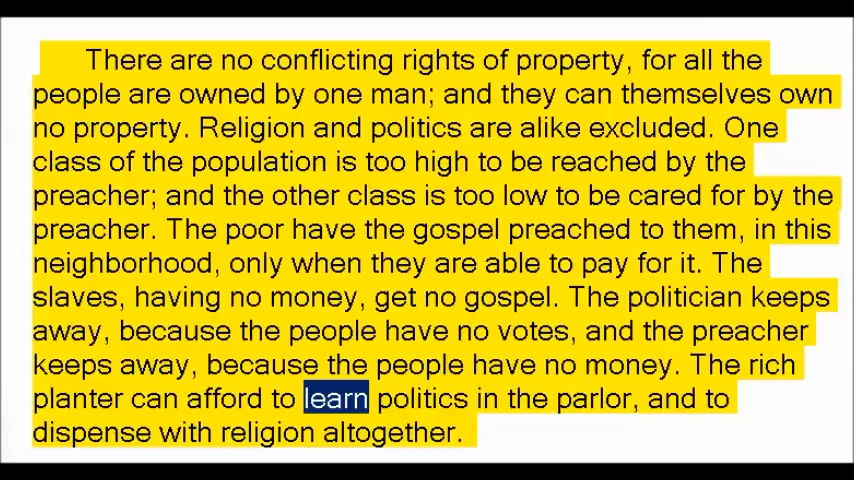 There are no conflicting rights of property, for all the
people are owned by one man; and they can themselves own
no property. Religion and politics are alike excluded. One
class of the population is too high to be reached by the
preacher; and the other class is too low to be cared for by the
preacher. The poor have the gospel preached to them, in this
neighborhood, only when they are able to pay for it. The
slaves, having no money, get no gospel. The politician keeps
away, because the people have no votes, and the preacher
keeps away, because the people have no money. The rich
planter can afford to learn politics in the parlor, and to
dispense with religion altogether.